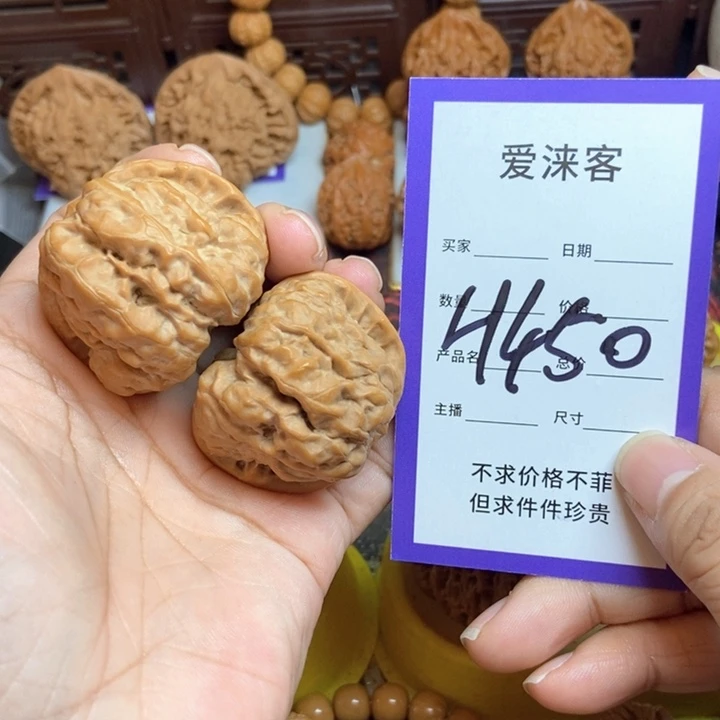 爱涞客
买家 日期
数量 价格
产品名 总价
H450
主播 尺寸
不求价格不菲
但求件件珍贵